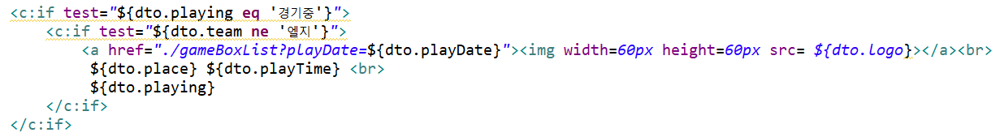 <c:if test="${dto.playing eq '경기중'}">
<c:if test="${dto.team ne '엘지'}">
<a href="./gameBoxList?playDate=${dto.playDate}"><img width=60px height=60px src= ${dto.logo}></a><br>
${dto.place} ${dto.playTime} <br>
${dto.playing}
</c:if>
</c:if>